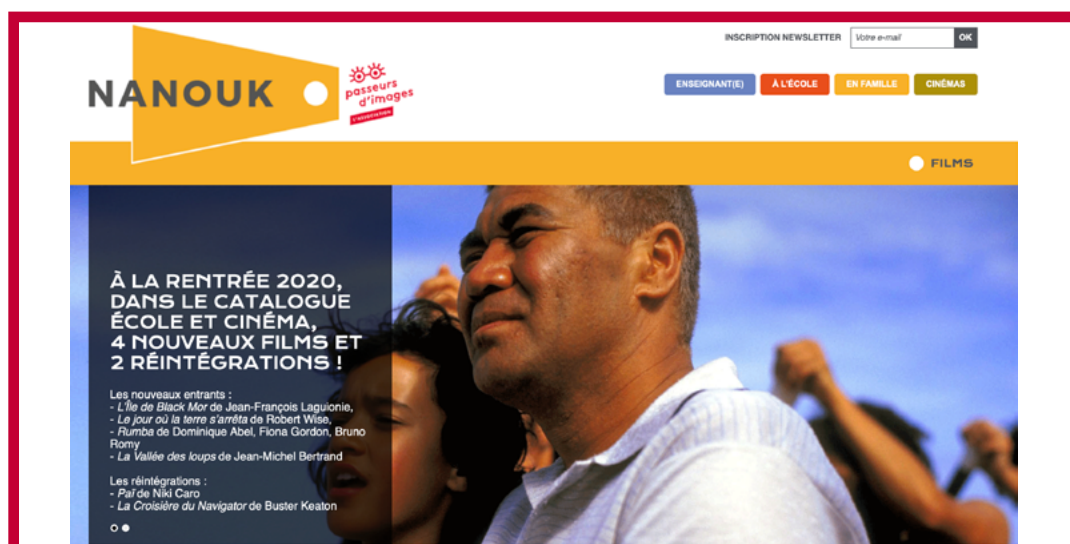 INSCRIPTION NEWSLETTER Votre e-mail OK
NANOUK
passeurs
d'images
l'association
ENSEIGNANT(E) À L'ÉCOLE EN FAMILLE CINÉMAS
FILMS
À LA RENTRÉE 2020,
DANS LE CATALOGUE
ÉCOLE ET CINÉMA,
4 NOUVEAUX FILMS ET
2 RÉINTÉGRATIONS !
Les nouveaux entrants :
- L'Île de Black Mor de Jean-François Laguionie,
- Le jour où la terre s'arrêta de Robert Wise,
- Rumba de Dominique Abel, Fiona Gordon, Bruno
Romy
- La Vallée des loups de Jean-Michel Bertrand
Les réintégrations :
- Paï de Niki Caro
- La Croisière du Navigator de Buster Keaton